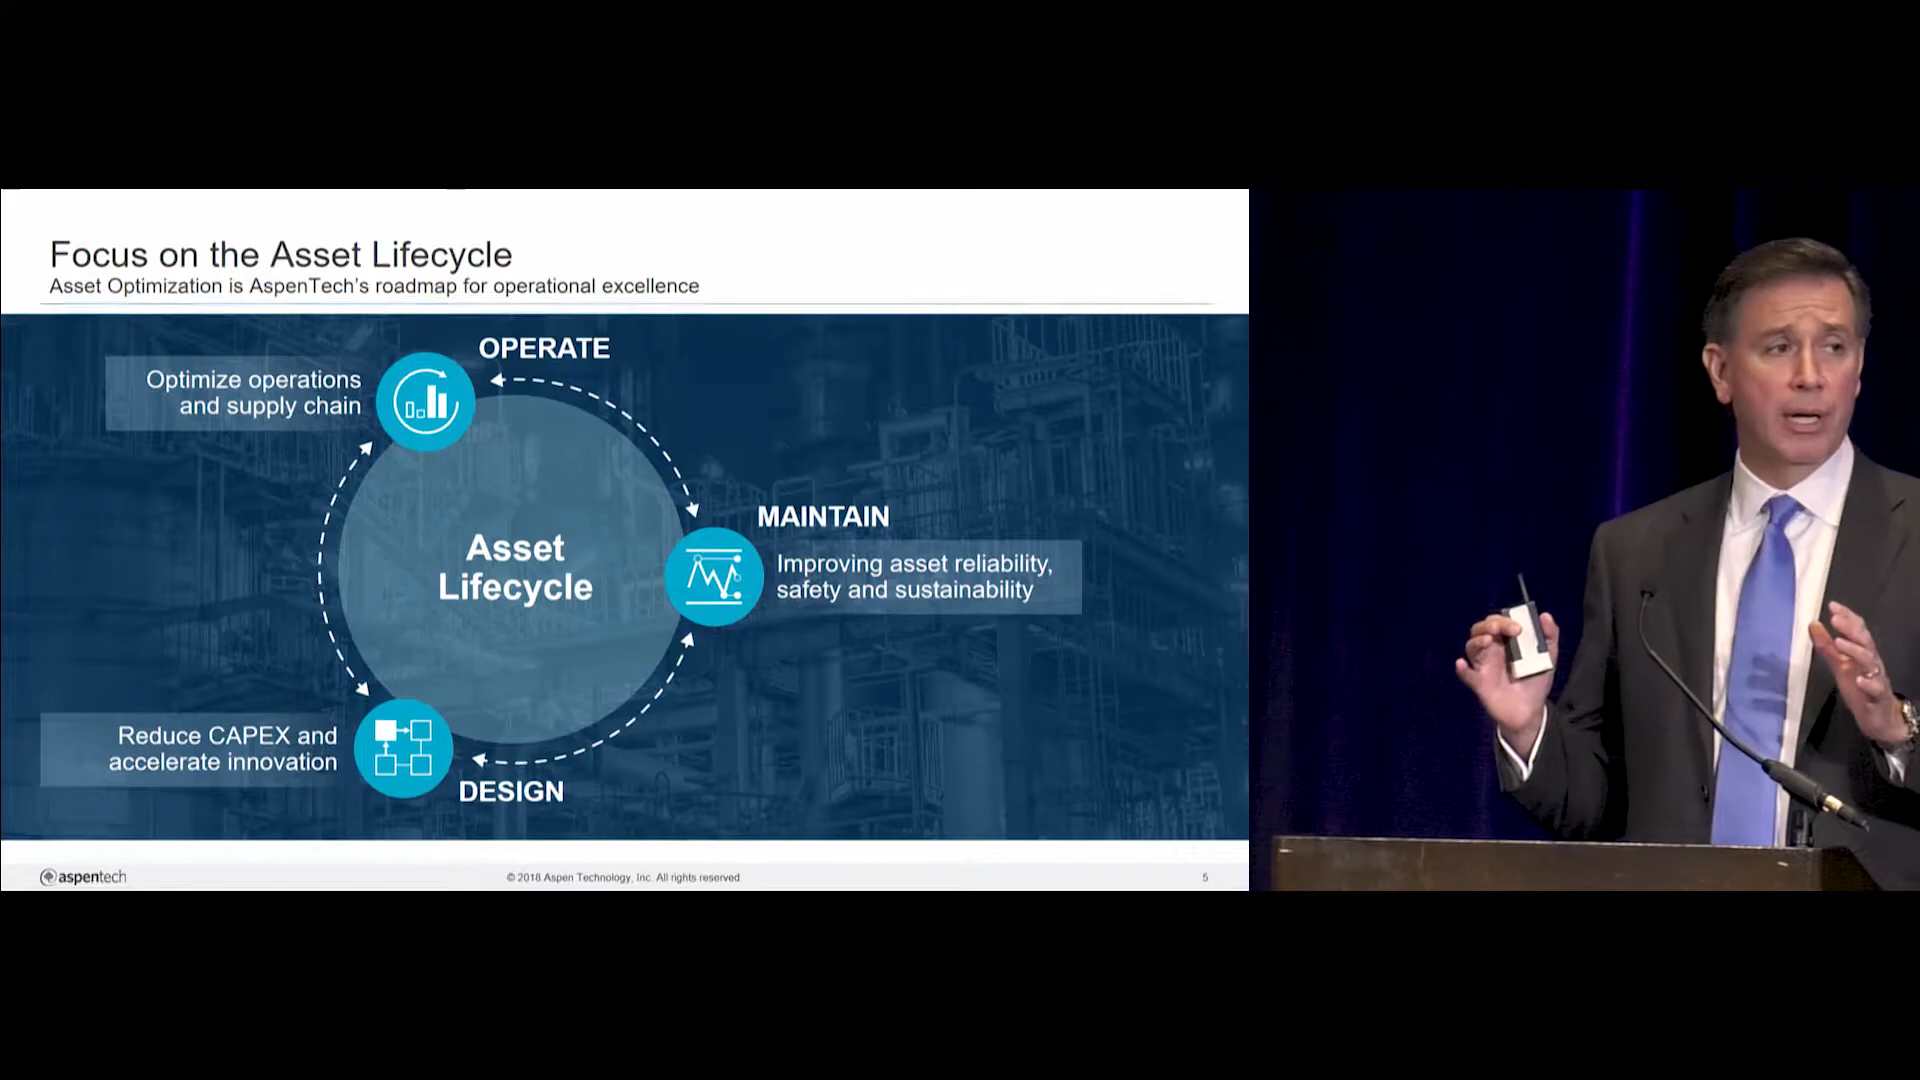 Focus on the Asset Lifecycle
Asset Optimization is AspenTech's roadmap for operational excellence
OPERATE
Optimize operations
and supply chain
MAINTAIN
Improving asset reliability,
safety and sustainability
Asset
Lifecycle
Reduce CAPEX and
accelerate innovation
DESIGN
aspentech
© 2018 Aspen Technology, Inc. All rights reserved
5